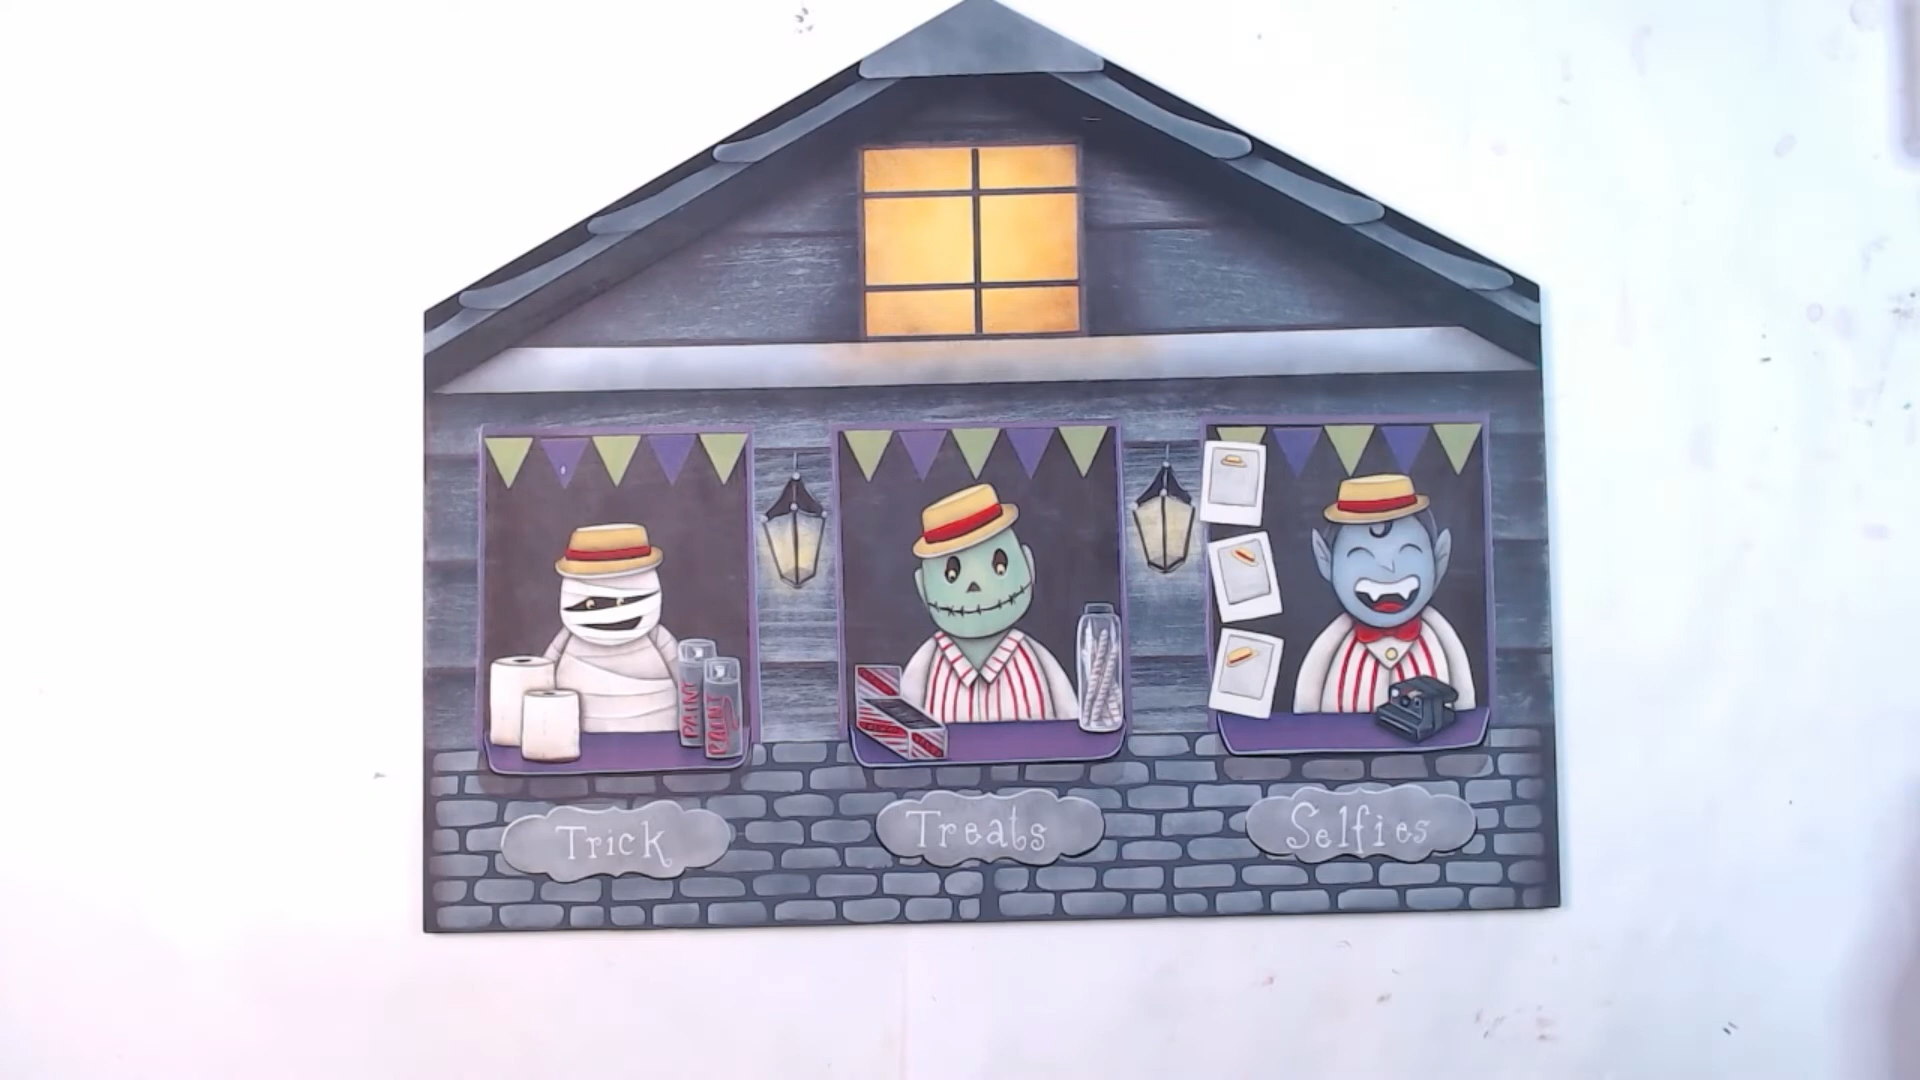 PAINT
PAINT
Trick
Treats
Selfies